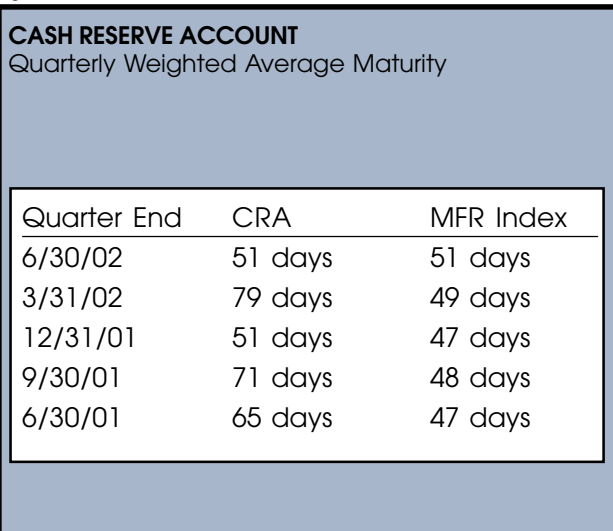 CASH RESERVE ACCOUNT
Quarterly Weighted Average Maturity
Quarter End CRA MFR Index
6/30/02 51 days 51 days
3/31/02 79 days 49 days
12/31/01 51 days 47 days
9/30/01 71 days 48 days
6/30/01 65 days 47 days